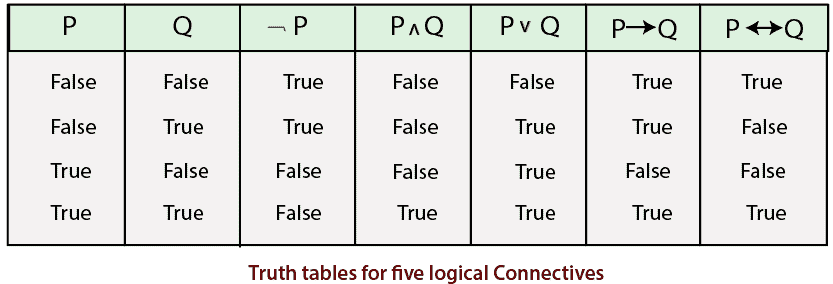 P Q ¬ P P ∧ Q P ∨ Q P→Q P ↔Q
False False True False False True True
False True True False True True False
True False False False True False False
True True False True True True True
Truth tables for five logical Connectives